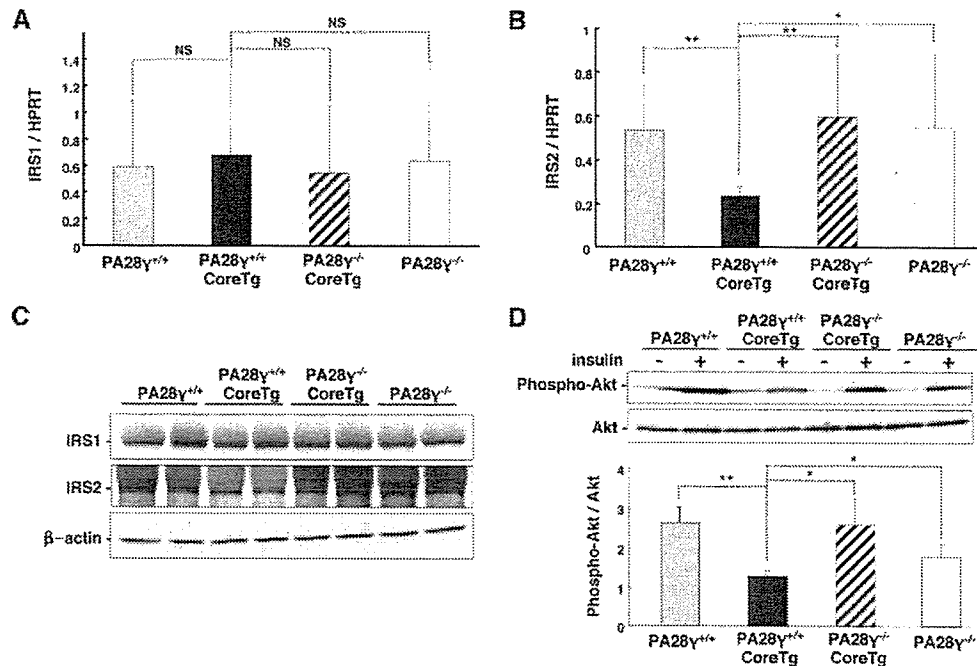 A
NS
NS
NS
IRS1 / HPRT
1.4
1.2
1
0.8
0.6
0.4
0.2
0
PA28γ+/+
PA28γ+/+ CoreTg
PA28γ-/- CoreTg
PA28γ-/-
B
*
**
**
IRS2 / HPRT
1
0.8
0.6
0.4
0.2
0
PA28γ+/+
PA28γ+/+ CoreTg
PA28γ-/- CoreTg
PA28γ-/-
C
PA28γ+/+
PA28γ+/+ CoreTg
PA28γ-/- CoreTg
PA28γ-/-
IRS1
IRS2
β-actin
D
PA28γ+/+
PA28γ+/+ CoreTg
PA28γ-/- CoreTg
PA28γ-/-
insulin - + - + - + - +
Phospho-Akt
Akt
Phospho-Akt / Akt
4
3
2
1
0
**
*
*
PA28γ+/+
PA28γ+/+ CoreTg
PA28γ-/- CoreTg
PA28γ-/-